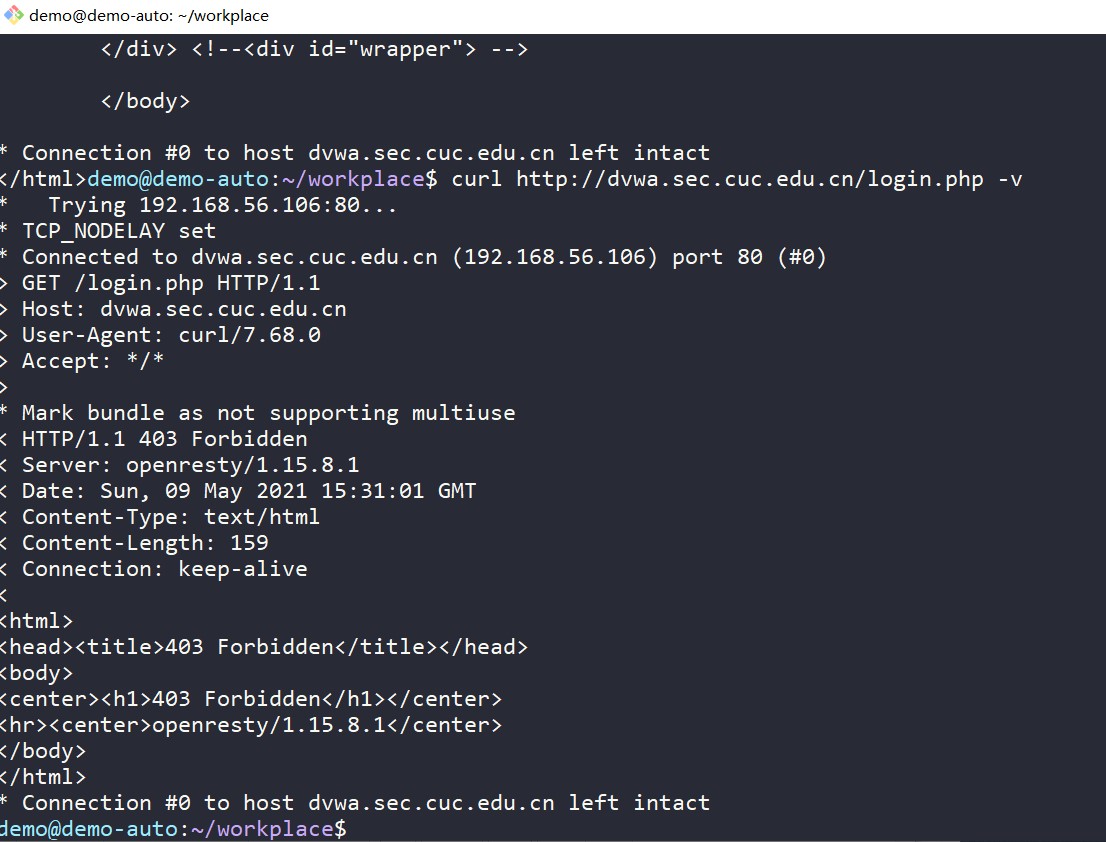 demo@demo-auto: ~/workplace
</div> <!--<div id="wrapper"> -->
</body>
* Connection #0 to host dvwa.sec.cuc.edu.cn left intact
</html>demo@demo-auto:~/workplace$ curl http://dvwa.sec.cuc.edu.cn/login.php -v
*   Trying 192.168.56.106:80...
* TCP_NODELAY set
* Connected to dvwa.sec.cuc.edu.cn (192.168.56.106) port 80 (#0)
> GET /login.php HTTP/1.1
> Host: dvwa.sec.cuc.edu.cn
> User-Agent: curl/7.68.0
> Accept: */*
>
* Mark bundle as not supporting multiuse
< HTTP/1.1 403 Forbidden
< Server: openresty/1.15.8.1
< Date: Sun, 09 May 2021 15:31:01 GMT
< Content-Type: text/html
< Content-Length: 159
< Connection: keep-alive
<
<html>
<head><title>403 Forbidden</title></head>
<body>
<center><h1>403 Forbidden</h1></center>
<hr><center>openresty/1.15.8.1</center>
</body>
</html>
* Connection #0 to host dvwa.sec.cuc.edu.cn left intact
demo@demo-auto:~/workplace$